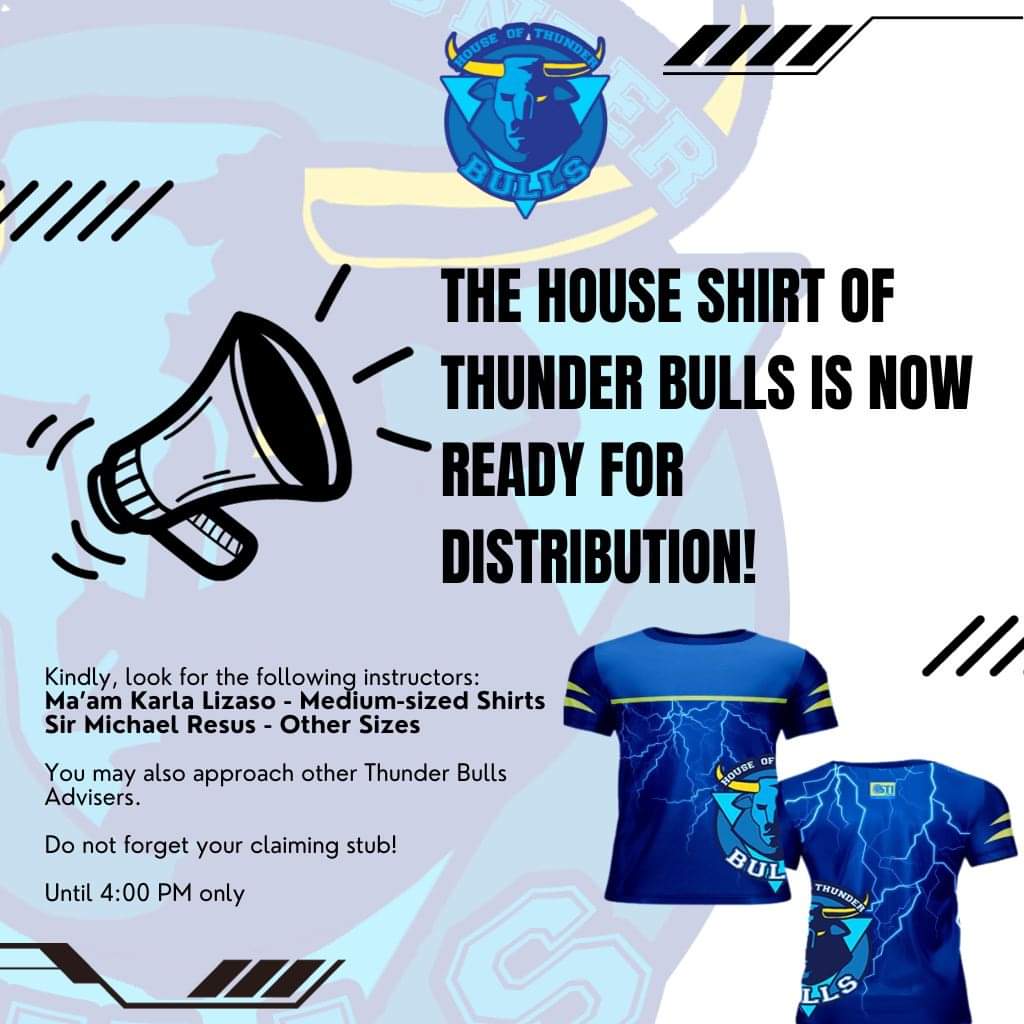 HOUSE OF THUNDER
BULLS
THE HOUSE SHIRT OF
THUNDER BULLS IS NOW
READY FOR
DISTRIBUTION!
Kindly, look for the following instructors:
Ma'am Karla Lizaso - Medium-sized Shirts
Sir Michael Resus - Other Sizes
You may also approach other Thunder Bulls
Advisers.
Do not forget your claiming stub!
Until 4:00 PM only
HOUSE OF
BUL
STI
THUNDER
LLS